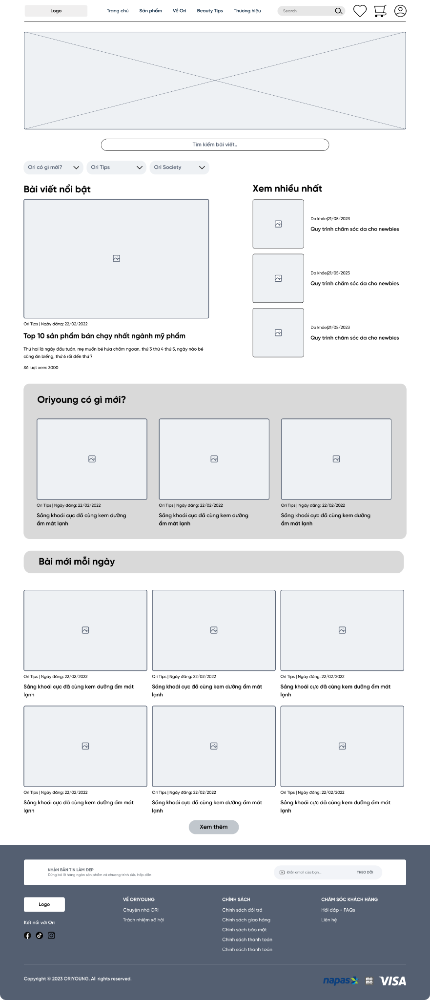 Logo
Trang chủ
Sản phẩm
Về Ori
Beauty Tips
Thương hiệu
Search
Tìm kiếm bài viết..
Ori có gì mới?
Ori Tips
Ori Society
Bài viết nổi bật
Ori Tips | Ngày đăng: 22/02/2022
Top 10 sản phẩm bán chạy nhất ngành mỹ phẩm
Thứ hai là ngày đầu tuần, mẹ muốn bé hứa chăm ngoan, thứ 3 thứ 4 thứ 5, ngày nào bé
cũng ăn biếng, thứ 6 rồi đến thứ 7
Số lượt xem: 3000
Xem nhiều nhất
Da khỏe|21/05/2023
Quy trình chăm sóc da cho newbies
Da khỏe|21/05/2023
Quy trình chăm sóc da cho newbies
Da khỏe|21/05/2023
Quy trình chăm sóc da cho newbies
Oriyoung có gì mới?
Ori Tips | Ngày đăng: 22/02/2022
Sảng khoái cực đã cùng kem dưỡng
ẩm mát lạnh
Ori Tips | Ngày đăng: 22/02/2022
Sảng khoái cực đã cùng kem dưỡng
ẩm mát lạnh
Ori Tips | Ngày đăng: 22/02/2022
Sảng khoái cực đã cùng kem dưỡng
ẩm mát lạnh
Bài mới mỗi ngày
Ori Tips | Ngày đăng: 22/02/2022
Sảng khoái cực đã cùng kem dưỡng ẩm mát
lạnh
Ori Tips | Ngày đăng: 22/02/2022
Sảng khoái cực đã cùng kem dưỡng ẩm mát
lạnh
Ori Tips | Ngày đăng: 22/02/2022
Sảng khoái cực đã cùng kem dưỡng ẩm mát
lạnh
Ori Tips | Ngày đăng: 22/02/2022
Sảng khoái cực đã cùng kem dưỡng ẩm mát
lạnh
Ori Tips | Ngày đăng: 22/02/2022
Sảng khoái cực đã cùng kem dưỡng ẩm mát
lạnh
Ori Tips | Ngày đăng: 22/02/2022
Sảng khoái cực đã cùng kem dưỡng ẩm mát
lạnh
Xem thêm
NHẬN BẢN TIN LÀM ĐẸP
Đừng bỏ lỡ hàng ngàn sản phẩm và chương trình siêu hấp dẫn
Điền email của bạn...
THEO DÕI
Logo
Kết nối với Ori
VỀ ORIYOUNG
Chuyện nhà ORI
Trách nhiệm xã hội
CHÍNH SÁCH
Chính sách đổi trả
Chính sách giao hàng
Chính sách bảo mật
Chính sách thanh toán
Chính sách thanh toán
CHĂM SÓC KHÁCH HÀNG
Hỏi đáp - FAQs
Liên hệ
Copyright © 2023 ORIYOUNG. All rights reserved.
napas
mo
mo
VISA